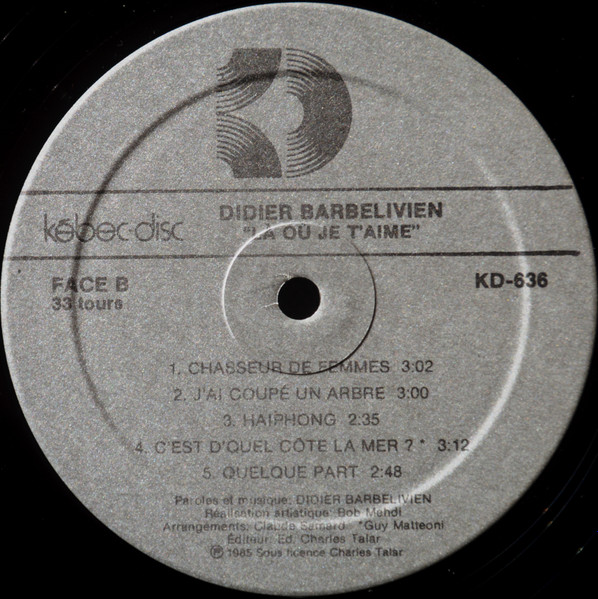 DIDIER BARBELIVIEN
kébec-disc
"LÀ OÙ JE T'AIME"
FACE B
KD-636
33 tours
1. CHASSEUR DE FEMMES 3:02
2. J'AI COUPÉ UN ARBRE 3:00
3. HAIPHONG 2:35
4. C'EST D'QUEL CÔTE LA MER ? * 3:12
5. QUELQUE PART 2:48
Paroles et musique: DIDIER BARBELIVIEN
Réalisation artistique: Bob Mehdi
Arrangements: Claude Samard *Guy Matteoni
Éditeur: Ed. Charles Talar
℗ 1985 Sous licence Charles Talar